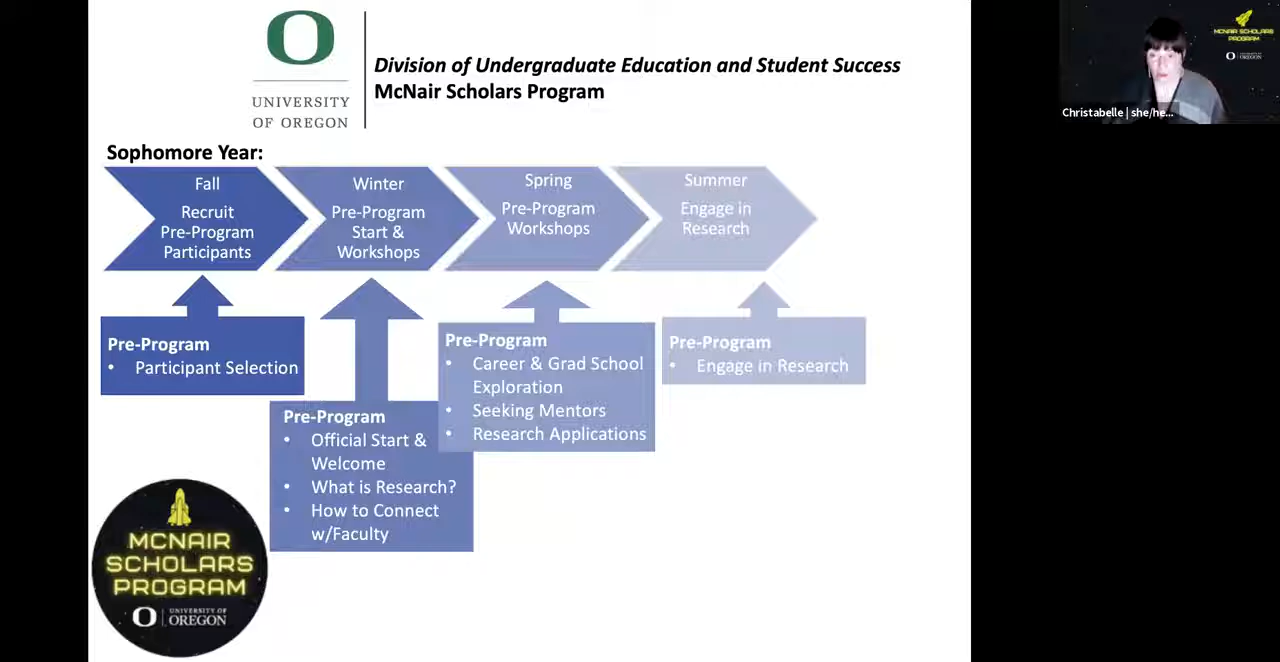 UNIVERSITY
OF OREGON
Division of Undergraduate Education and Student Success
McNair Scholars Program
Sophomore Year:
Fall
Recruit
Pre-Program
Participants
Winter
Pre-Program
Start &
Workshops
Spring
Pre-Program
Workshops
Summer
Engage in
Research
Pre-Program
• Participant Selection
Pre-Program
• Official Start &
Welcome
• What is Research?
• How to Connect
w/Faculty
Pre-Program
• Career & Grad School
Exploration
• Seeking Mentors
• Research Applications
Pre-Program
• Engage in Research
MCNAIR
SCHOLARS
PROGRAM
UNIVERSITY OF
OREGON
MCNAIR SCHOLARS
PROGRAM
Christabelle | she/he...